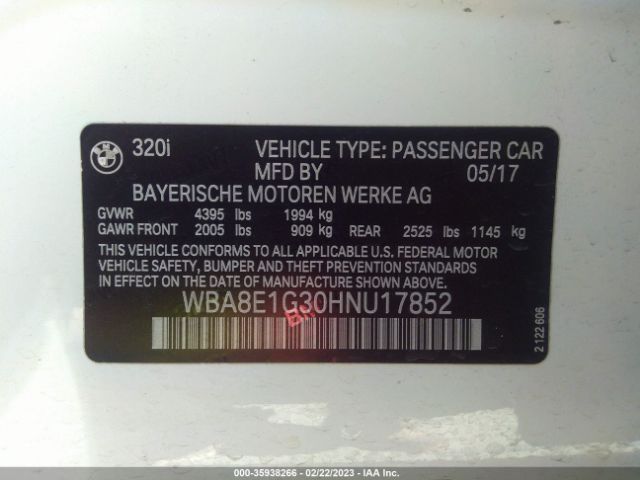 320i VEHICLE TYPE: PASSENGER CAR
MFD BY 05/17
BAYERISCHE MOTOREN WERKE AG
GVWR 4395 lbs 1994 kg
GAWR FRONT 2005 lbs 909 kg REAR 2525 lbs 1145 kg
THIS VEHICLE CONFORMS TO ALL APPLICABLE U.S. FEDERAL MOTOR
VEHICLE SAFETY, BUMPER AND THEFT PREVENTION STANDARDS
IN EFFECT ON THE DATE OF MANUFACTURE SHOWN ABOVE.
WBA8E1G30HNU17852
2 122 606
000-35938266 - 02/22/2023 - IAA Inc.